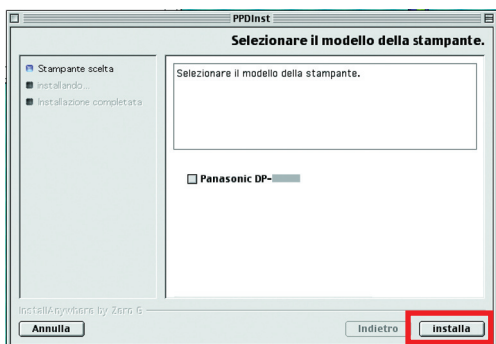 PPDInst
Selezionare il modello della stampante.
Stampante scelta
Installando...
Installazione completata
Selezionare il modello della stampante.
Panasonic DP-
InstallAnywhere by Zero G
Annulla
Indietro
installa